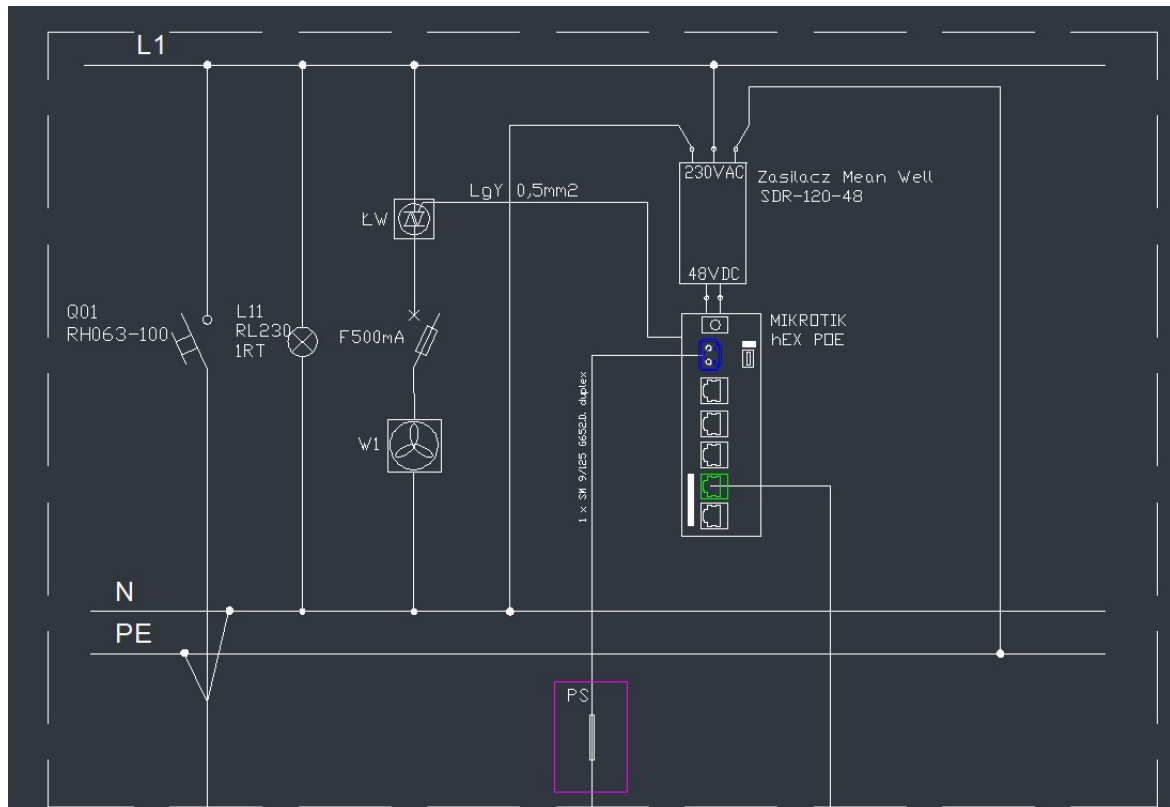 L1
230VAC
Zasilacz Mean Well
SDR-120-48
LgY 0,5mm2
ŁW
48VDC
Q01
RH063-100
L11
RL230
1RT
F500mA
MIKROTIK
hEX POE
W1
1 x SM 9/125 G652.D, duplex
N
PE
PS